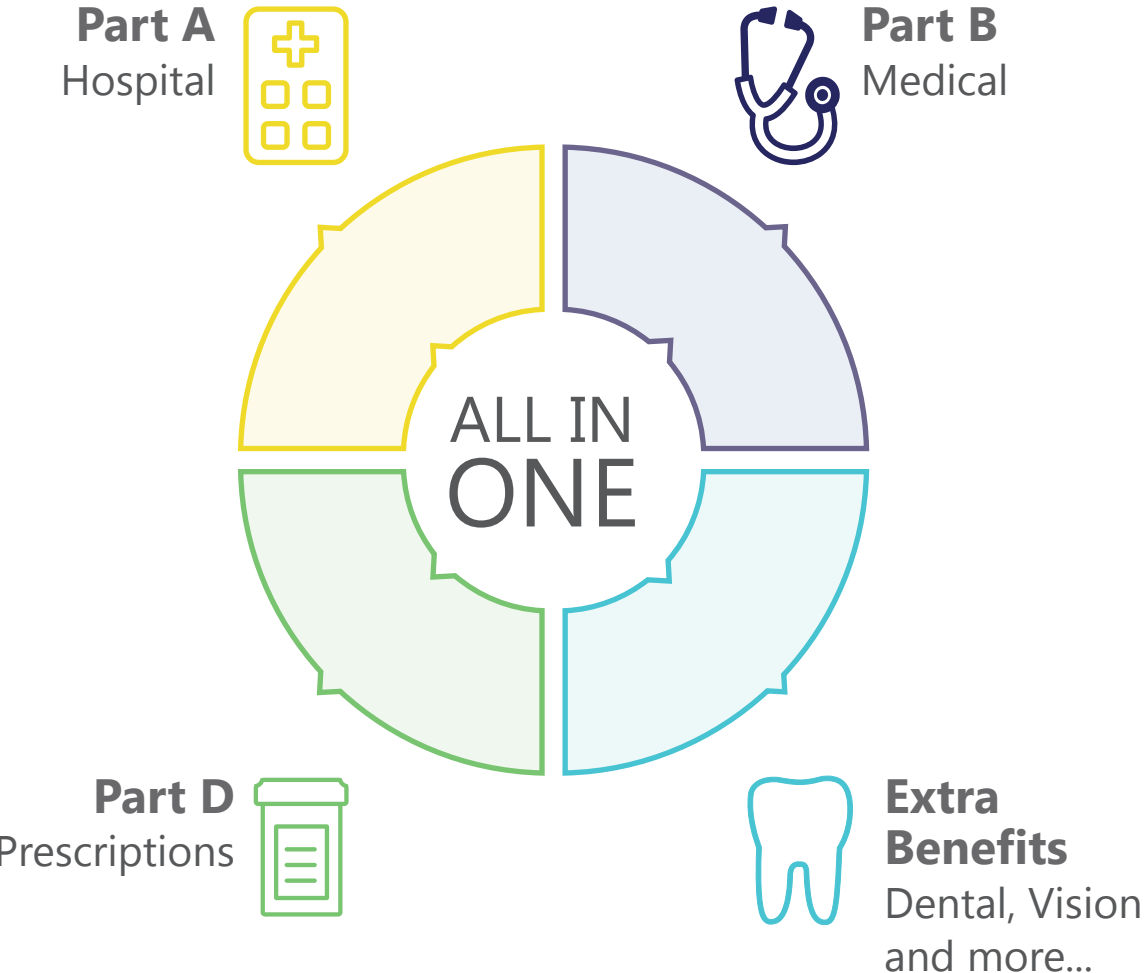 Part A
Hospital
Part B
Medical
ALL IN
ONE
Part D
Prescriptions
Extra
Benefits
Dental, Vision
and more...